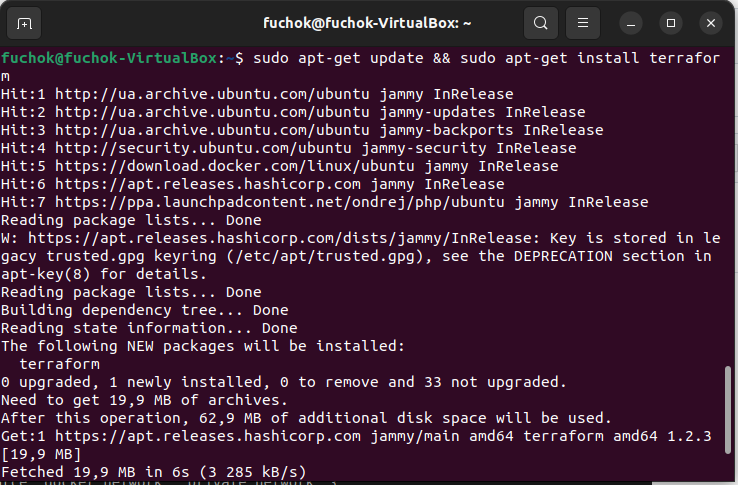 fuchok@fuchok-VirtualBox: ~
fuchok@fuchok-VirtualBox:~$ sudo apt-get update && sudo apt-get install terrafor
m
Hit:1 http://ua.archive.ubuntu.com/ubuntu jammy InRelease
Hit:2 http://ua.archive.ubuntu.com/ubuntu jammy-updates InRelease
Hit:3 http://ua.archive.ubuntu.com/ubuntu jammy-backports InRelease
Hit:4 http://security.ubuntu.com/ubuntu jammy-security InRelease
Hit:5 https://download.docker.com/linux/ubuntu jammy InRelease
Hit:6 https://apt.releases.hashicorp.com jammy InRelease
Hit:7 https://ppa.launchpadcontent.net/ondrej/php/ubuntu jammy InRelease
Reading package lists... Done
W: https://apt.releases.hashicorp.com/dists/jammy/InRelease: Key is stored in le
gacy trusted.gpg keyring (/etc/apt/trusted.gpg), see the DEPRECATION section in
apt-key(8) for details.
Reading package lists... Done
Building dependency tree... Done
Reading state information... Done
The following NEW packages will be installed:
  terraform
0 upgraded, 1 newly installed, 0 to remove and 33 not upgraded.
Need to get 19,9 MB of archives.
After this operation, 62,9 MB of additional disk space will be used.
Get:1 https://apt.releases.hashicorp.com jammy/main amd64 terraform amd64 1.2.3
[19,9 MB]
Fetched 19,9 MB in 6s (3 285 kB/s)